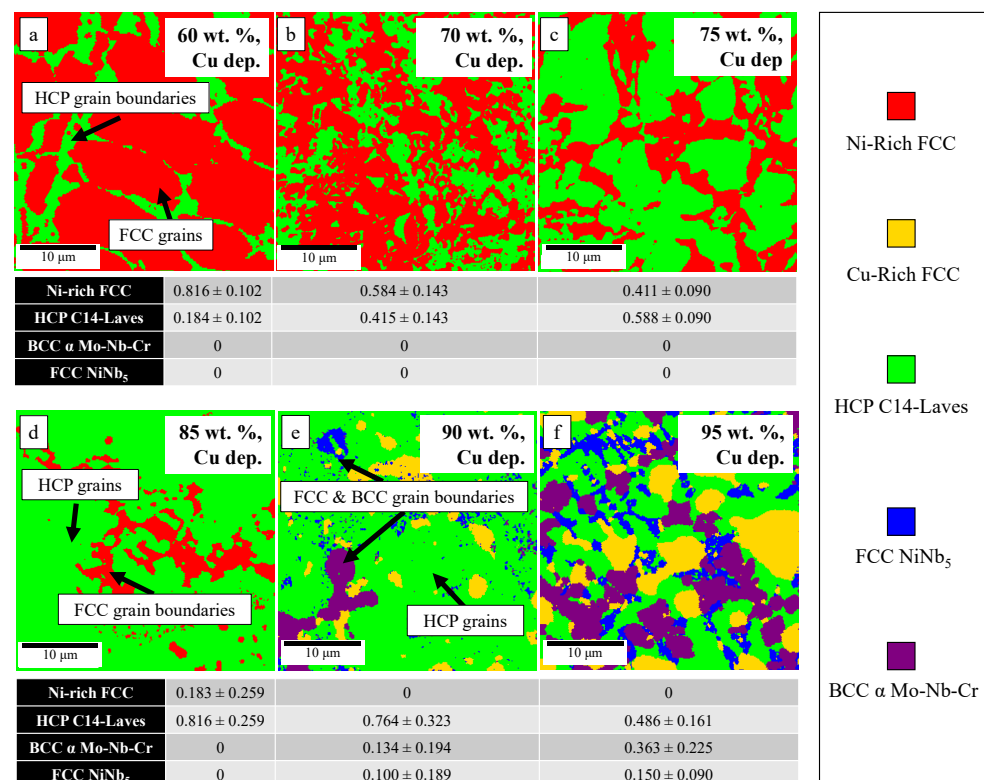 a
60 wt. %,
Cu dep.
HCP grain boundaries
FCC grains
10 μm
b
70 wt. %,
Cu dep.
10 μm
c
75 wt. %,
Cu dep
10 μm
Ni-rich FCC 0.816 ± 0.102 0.584 ± 0.143 0.411 ± 0.090
HCP C14-Laves 0.184 ± 0.102 0.415 ± 0.143 0.588 ± 0.090
BCC α Mo-Nb-Cr 0 0 0
FCC NiNb₅ 0 0 0
d
85 wt. %,
Cu dep.
HCP grains
FCC grain boundaries
10 μm
e
90 wt. %,
Cu dep.
FCC & BCC grain boundaries
HCP grains
10 μm
f
95 wt. %,
Cu dep.
10 μm
Ni-rich FCC 0.183 ± 0.259 0 0
HCP C14-Laves 0.816 ± 0.259 0.764 ± 0.323 0.486 ± 0.161
BCC α Mo-Nb-Cr 0 0.134 ± 0.194 0.363 ± 0.225
FCC NiNb₅ 0 0.100 ± 0.189 0.150 ± 0.090
Ni-Rich FCC
Cu-Rich FCC
HCP C14-Laves
FCC NiNb₅
BCC α Mo-Nb-Cr